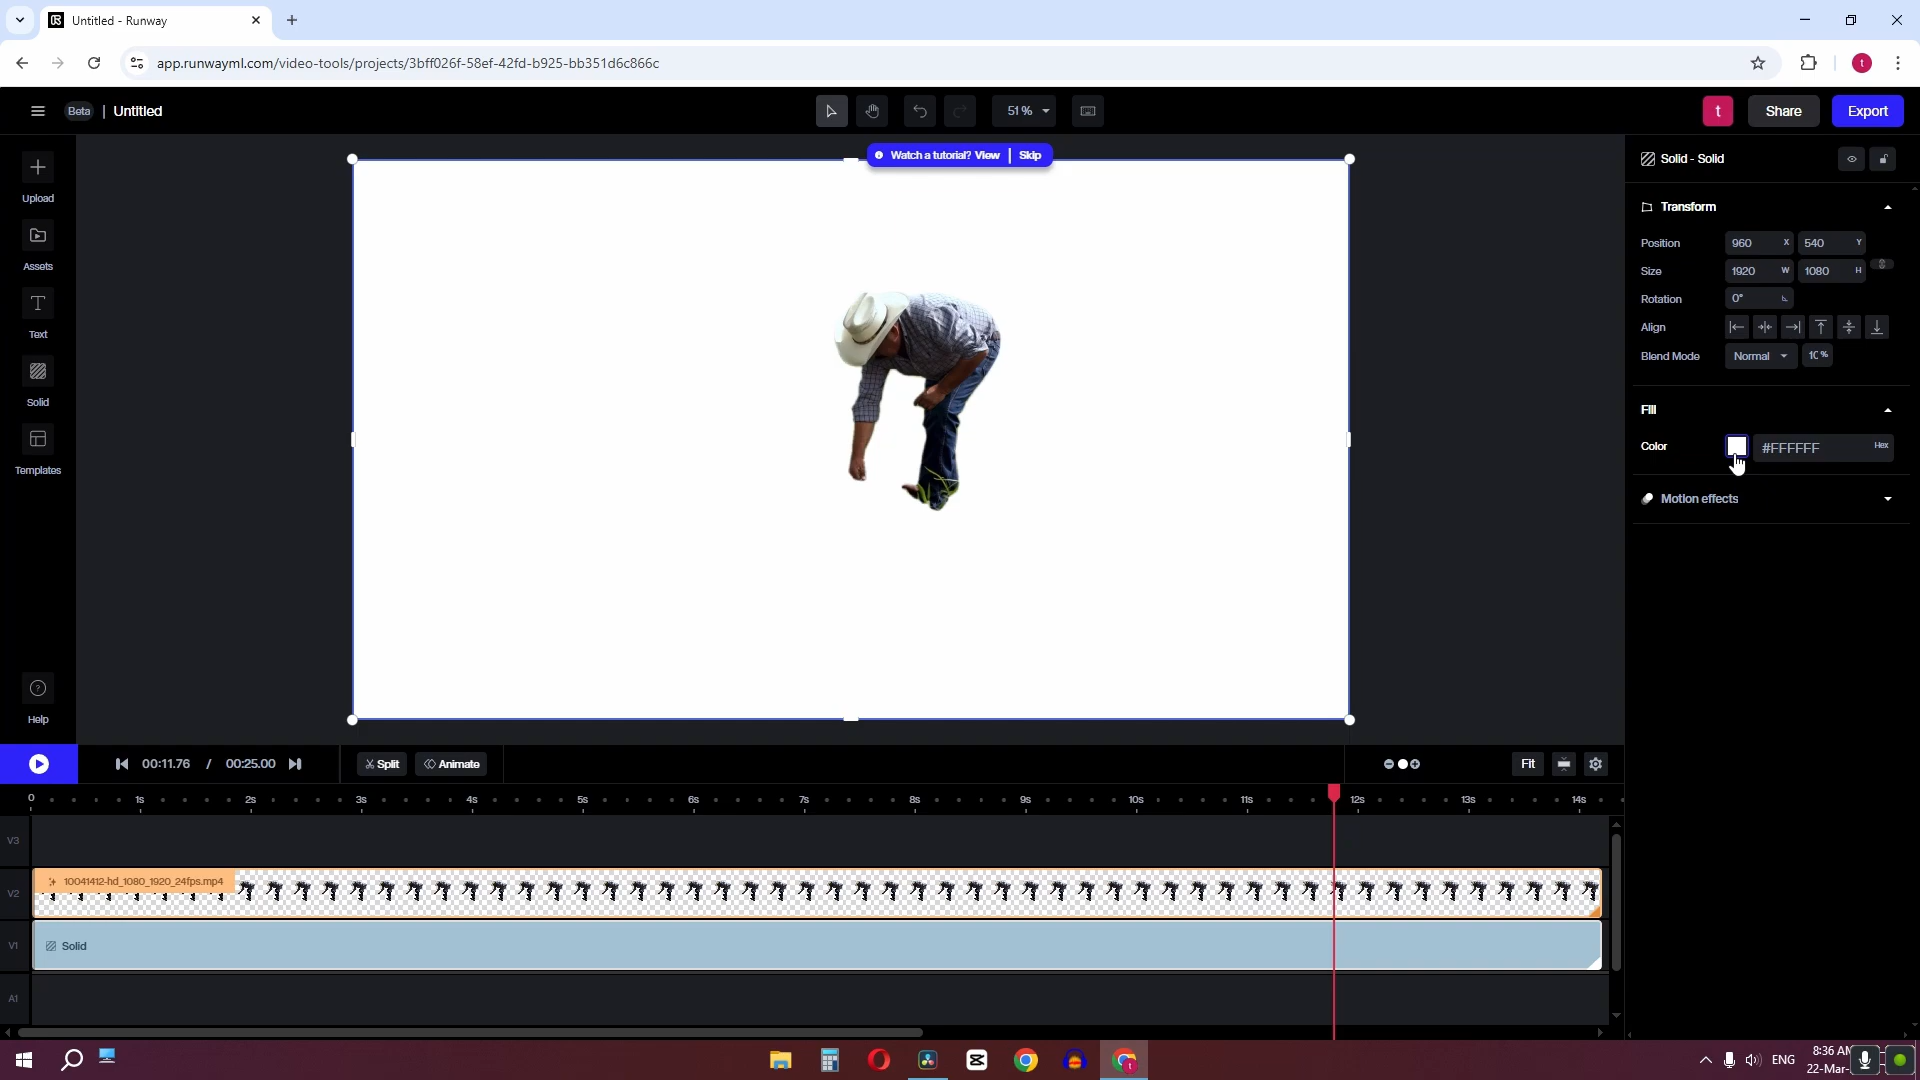 Untitled - Runway
app.runwayml.com/video-tools/projects/3bff026f-58ef-42fd-b925-bb351d6c866c
t
Beta | Untitled
51 %
t
Share
Export
Watch a tutorial? View | Skip
Upload
Assets
Text
Solid
Templates
Help
Solid - Solid
Transform
Position 960 X 540 Y
Size 1920 W 1080 H
Rotation 0°
Align
Blend Mode Normal 10 %
Fill
Color #FFFFFF Hex
Motion effects
00:11.76 / 00:25.00
Split
Animate
Fit
0 1s 2s 3s 4s 5s 6s 7s 8s 9s 10s 11s 12s 13s 14s
V3
V2 10041412-hd_1080_1920_24fps.mp4
V1 Solid
A1
ENG
8:36 AM
22-Mar-